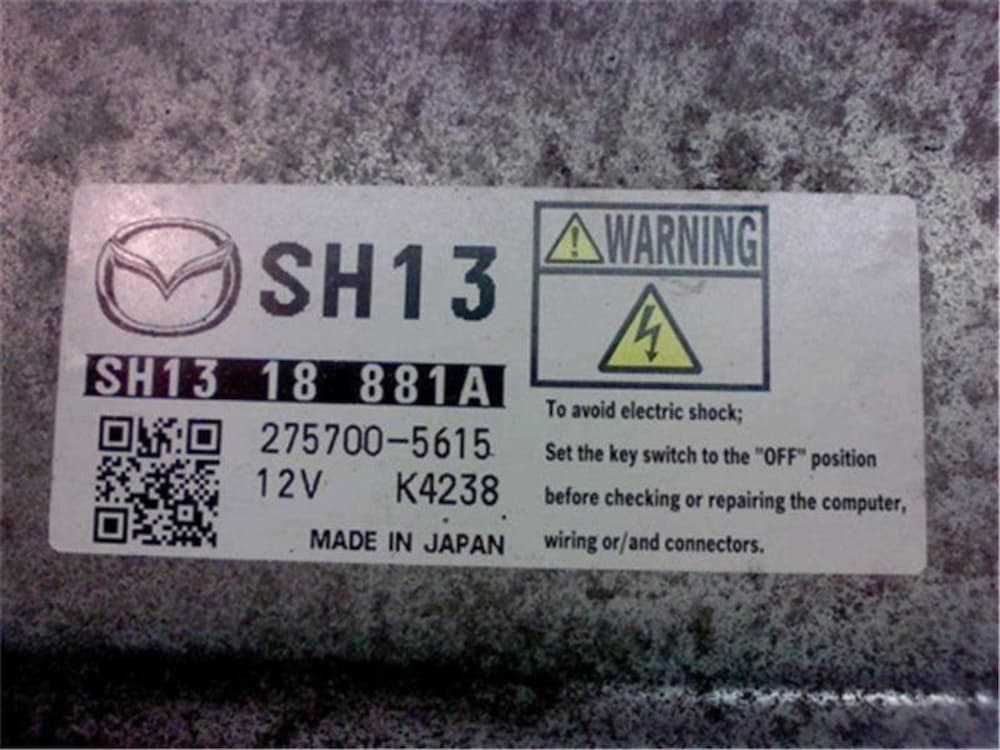 SH13
SH13 18 881A
275700-5615
12V K4238
MADE IN JAPAN
WARNING
To avoid electric shock;
Set the key switch to the "OFF" position
before checking or repairing the computer,
wiring or/and connectors.